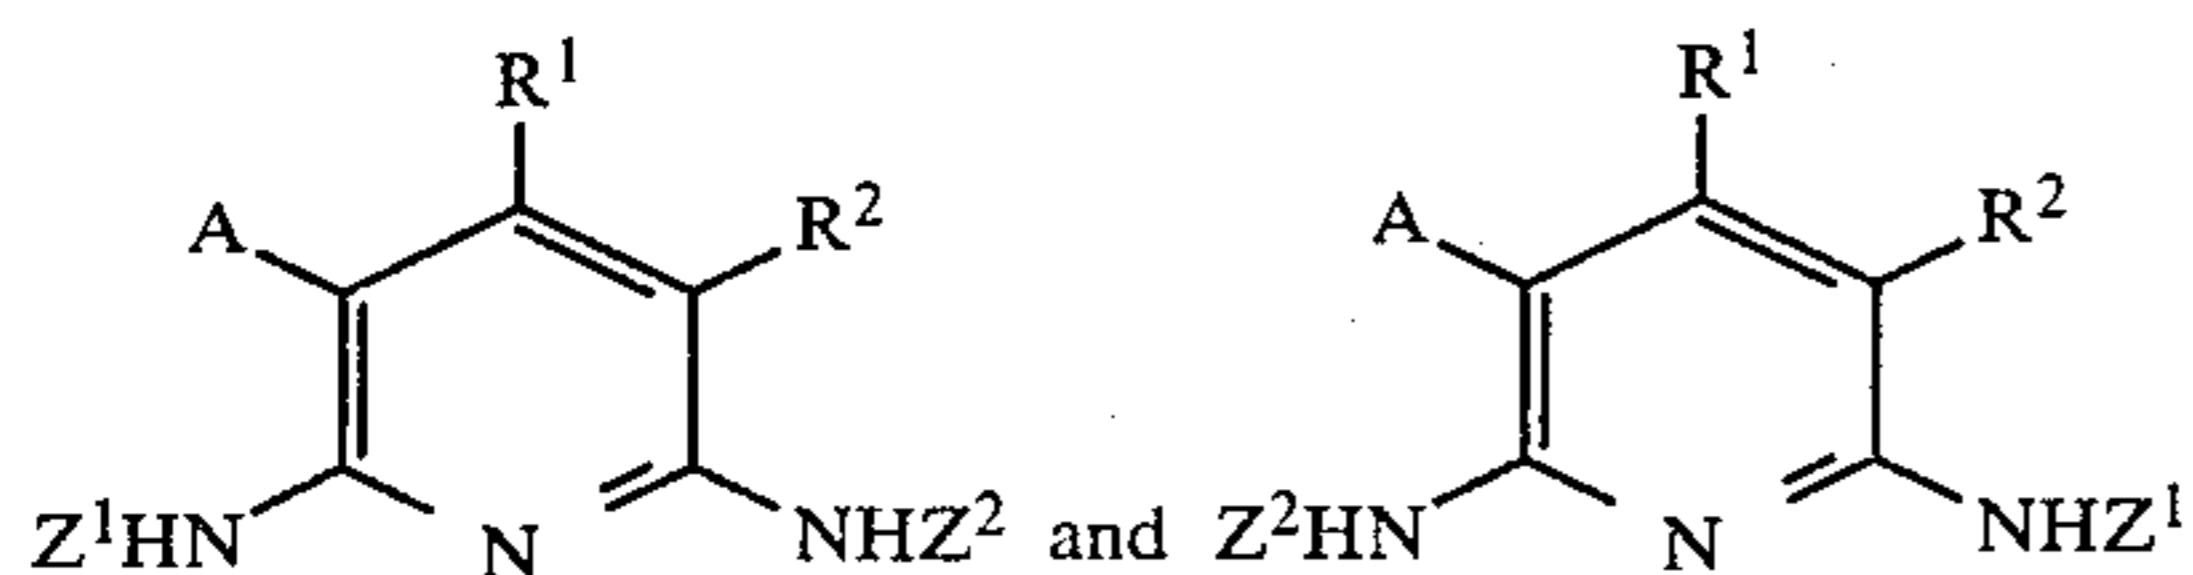 R¹ R¹
A R² A R²
Z¹HN N NHZ² and Z²HN N NHZ¹